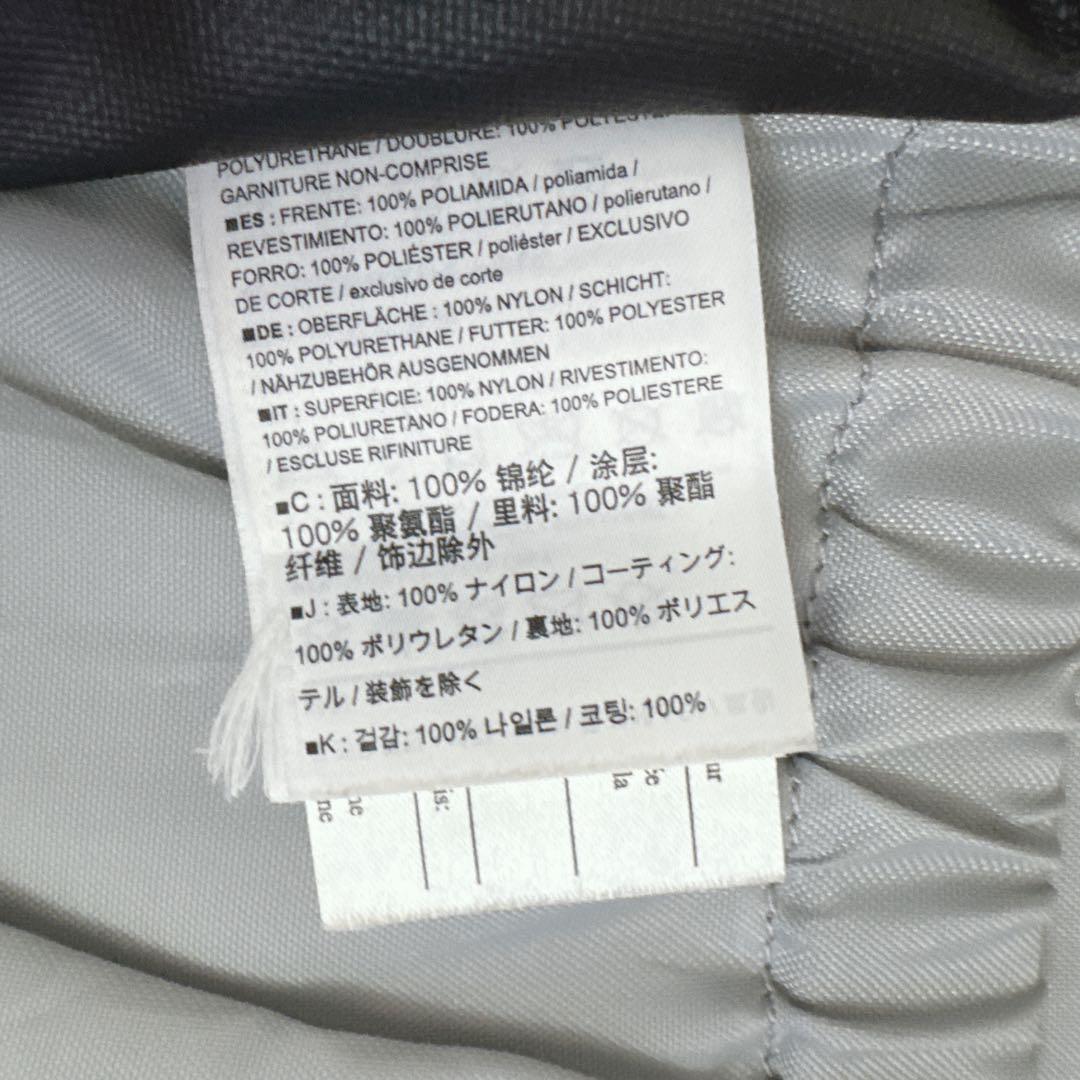 POLYURETHANE / DOUBLURE: 100% POLYESTER
GARNITURE NON-COMPRISE
■ES : FRENTE: 100% POLIAMIDA / poliamida /
REVESTIMIENTO: 100% POLIERUTANO / polierutano /
FORRO: 100% POLIÉSTER / poliéster / EXCLUSIVO
DE CORTE / exclusivo de corte
■DE : OBERFLÄCHE : 100% NYLON / SCHICHT:
100% POLYURETHANE / FUTTER: 100% POLYESTER
/ NÄHZUBEHÖR AUSGENOMMEN
■IT : SUPERFICIE: 100% NYLON / RIVESTIMENTO:
100% POLIURETANO / FODERA: 100% POLIESTERE
/ ESCLUSE RIFINITURE
■C : 面料: 100% 锦纶 / 涂层:
100% 聚氨酯 / 里料: 100% 聚酯
纤维 / 饰边除外
■J : 表地: 100% ナイロン / コーティング:
100% ポリウレタン / 裏地: 100% ポリエス
テル / 装飾を除く
■K : 겉감: 100% 나일론 / 코팅: 100%